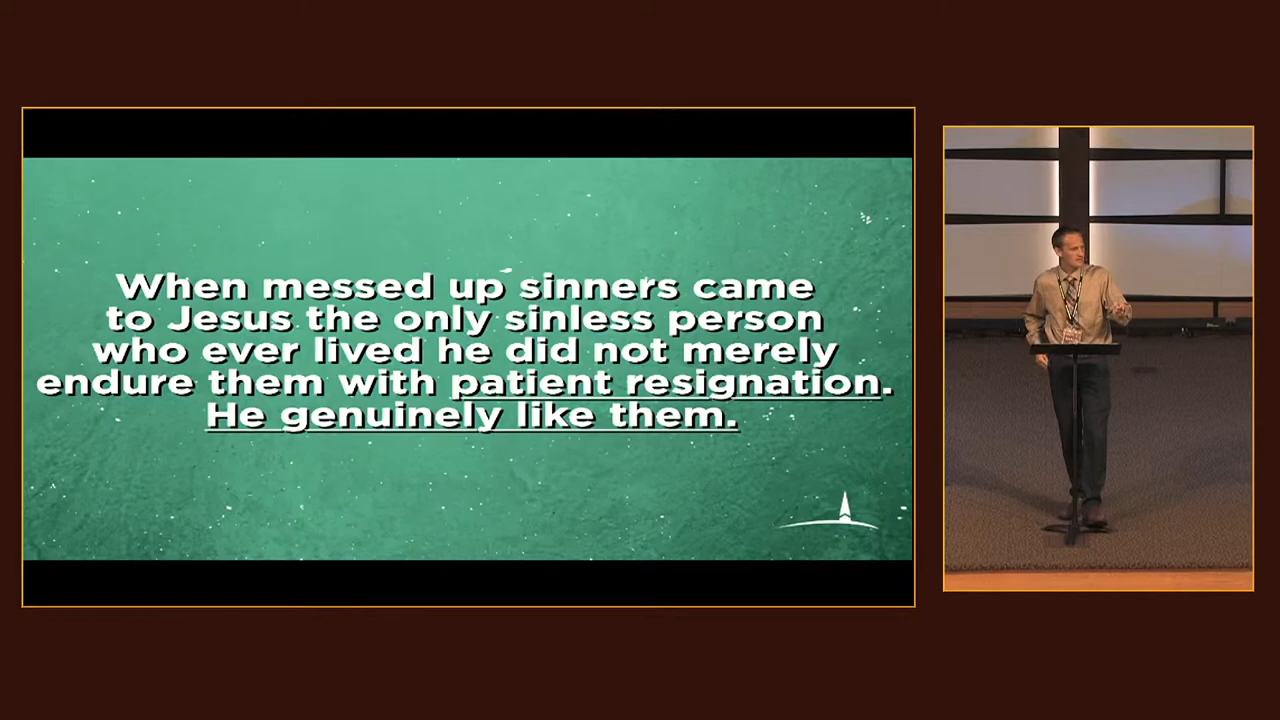 When messed up sinners came
to Jesus the only sinless person
who ever lived he did not merely
endure them with patient resignation.
He genuinely like them.